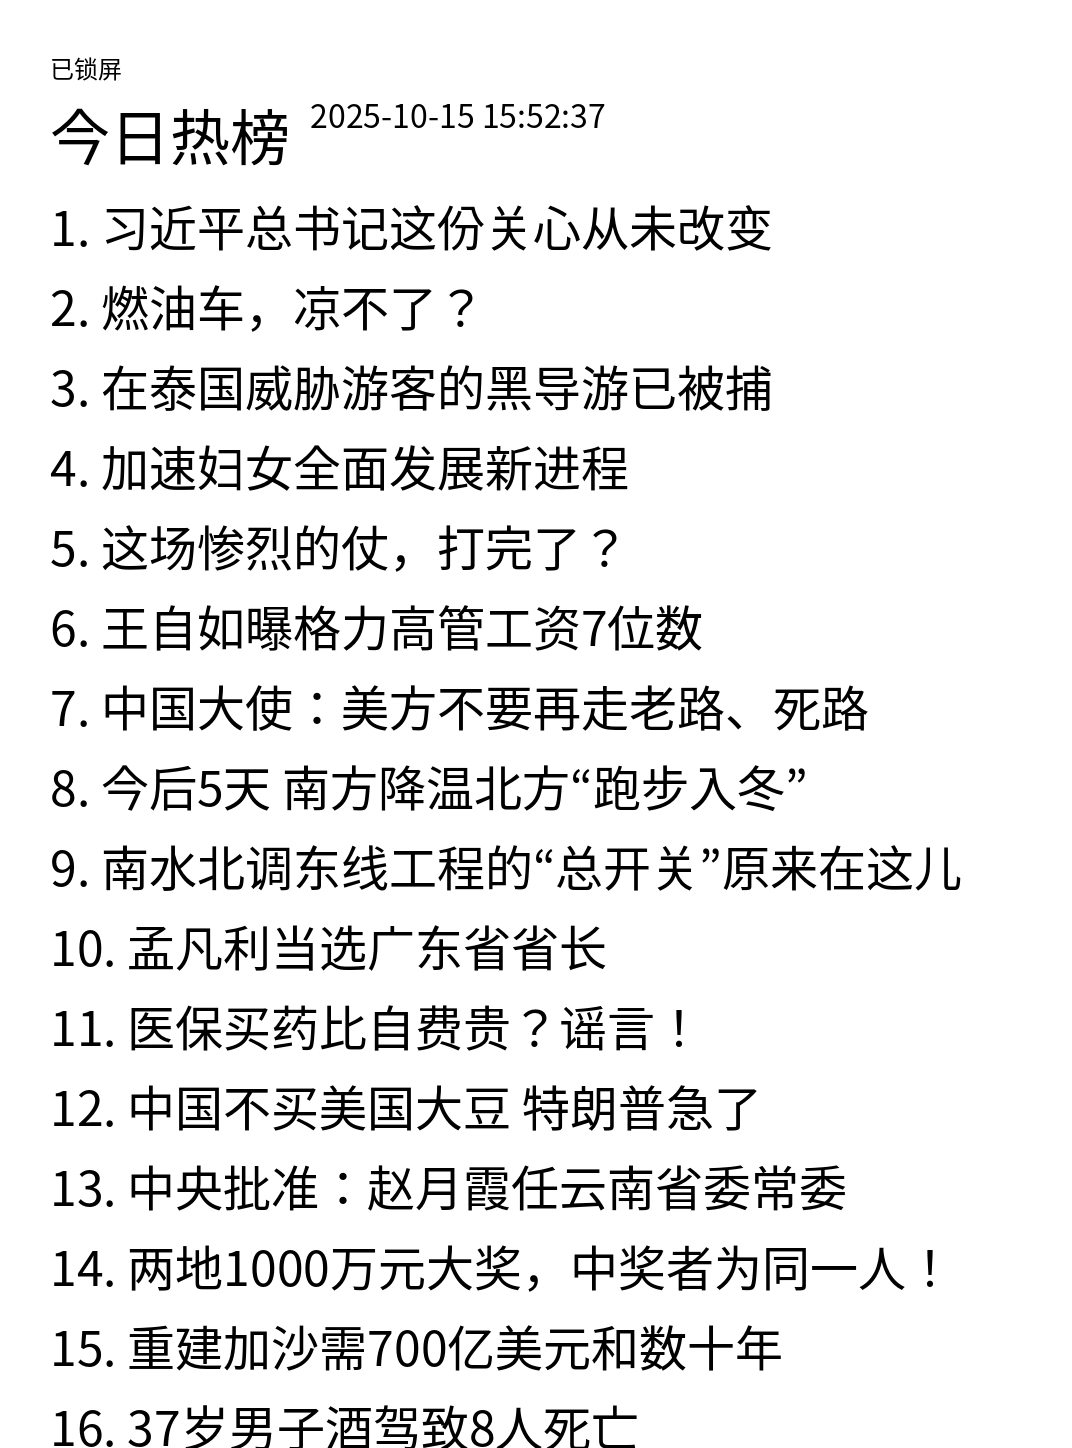 已锁屏
今日热榜 2025-10-15 15:52:37
1. 习近平总书记这份关心从未改变
2. 燃油车，凉不了？
3. 在泰国威胁游客的黑导游已被捕
4. 加速妇女全面发展新进程
5. 这场惨烈的仗，打完了？
6. 王自如曝格力高管工资7位数
7. 中国大使：美方不要再走老路、死路
8. 今后5天 南方降温北方“跑步入冬”
9. 南水北调东线工程的“总开关”原来在这儿
10. 孟凡利当选广东省省长
11. 医保买药比自费贵？谣言！
12. 中国不买美国大豆 特朗普急了
13. 中央批准：赵月霞任云南省委常委
14. 两地1000万元大奖，中奖者为同一人！
15. 重建加沙需700亿美元和数十年
16. 37岁男子酒驾致8人死亡